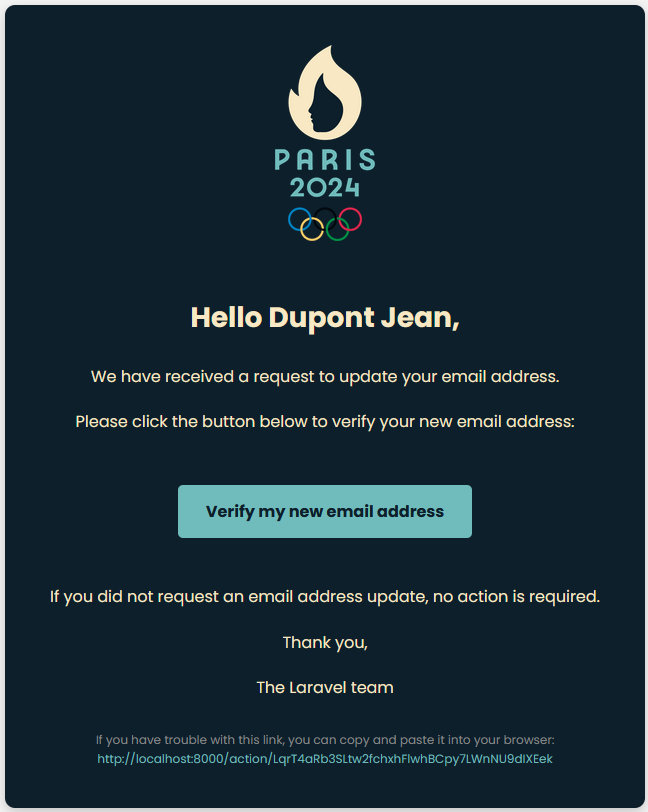 PARIS
2024
Hello Dupont Jean,
We have received a request to update your email address.
Please click the button below to verify your new email address:
Verify my new email address
If you did not request an email address update, no action is required.
Thank you,
The Laravel team
If you have trouble with this link, you can copy and paste it into your browser:
http://localhost:8000/action/LqrT4aRb3SLtw2fchxhFlwhBCpy7LWnNU9dIXEek